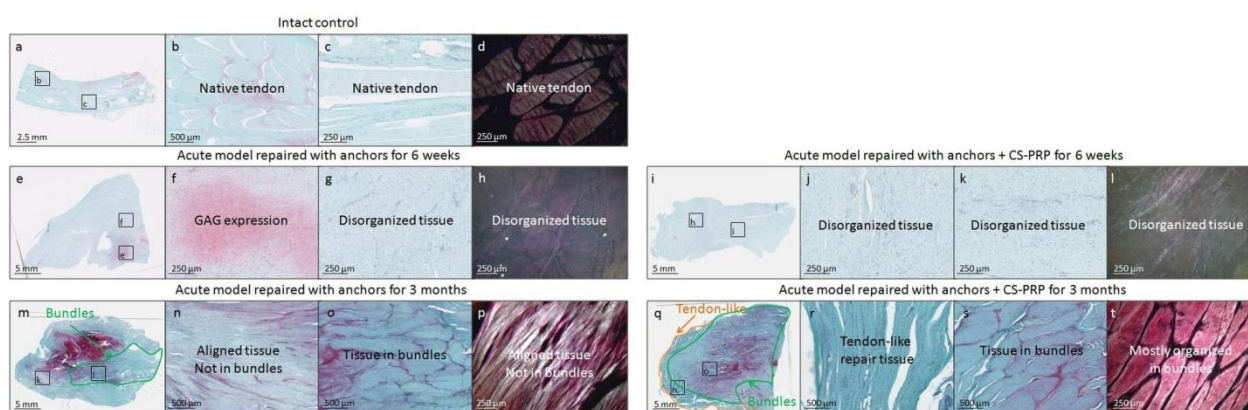 Intact control
a
b
c
2.5 mm
b
Native tendon
500 µm
c
Native tendon
250 µm
d
Native tendon
250 µm
Acute model repaired with anchors for 6 weeks
e
f
e
5 mm
f
GAG expression
250 µm
g
Disorganized tissue
250 µm
h
Disorganized tissue
250 µm
Acute model repaired with anchors + CS-PRP for 6 weeks
i
h
i
5 mm
j
Disorganized tissue
250 µm
k
Disorganized tissue
250 µm
l
Disorganized tissue
250 µm
Acute model repaired with anchors for 3 months
m
Bundles
k
l
5 mm
n
Aligned tissue
Not in bundles
500 µm
o
Tissue in bundles
500 µm
p
Aligned tissue
Not in bundles
250 µm
Acute model repaired with anchors + CS-PRP for 3 months
q
Tendon-like
o
n
Bundles
5 mm
r
Tendon-like
repair tissue
500 µm
s
Tissue in bundles
500 µm
t
Mostly organized
in bundles
250 µm